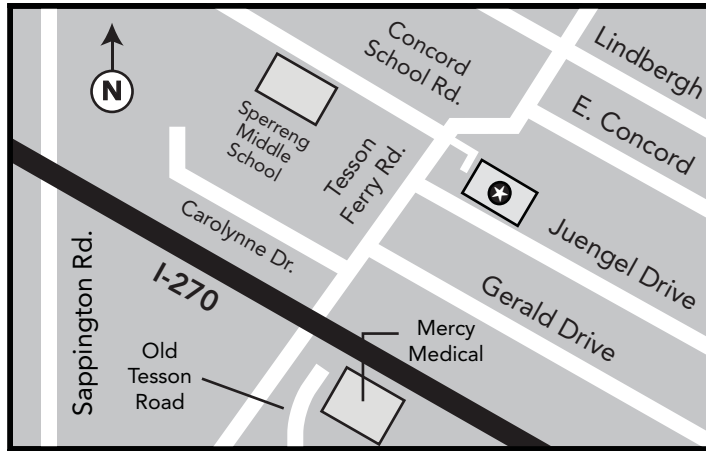 Concord
School Rd.
Lindbergh
E. Concord
N
Sperreng
Middle
School
Tesson
Ferry Rd.
Juengel Drive
Carolynne Dr.
Gerald Drive
I-270
Sappington Rd.
Mercy
Medical
Old
Tesson
Road